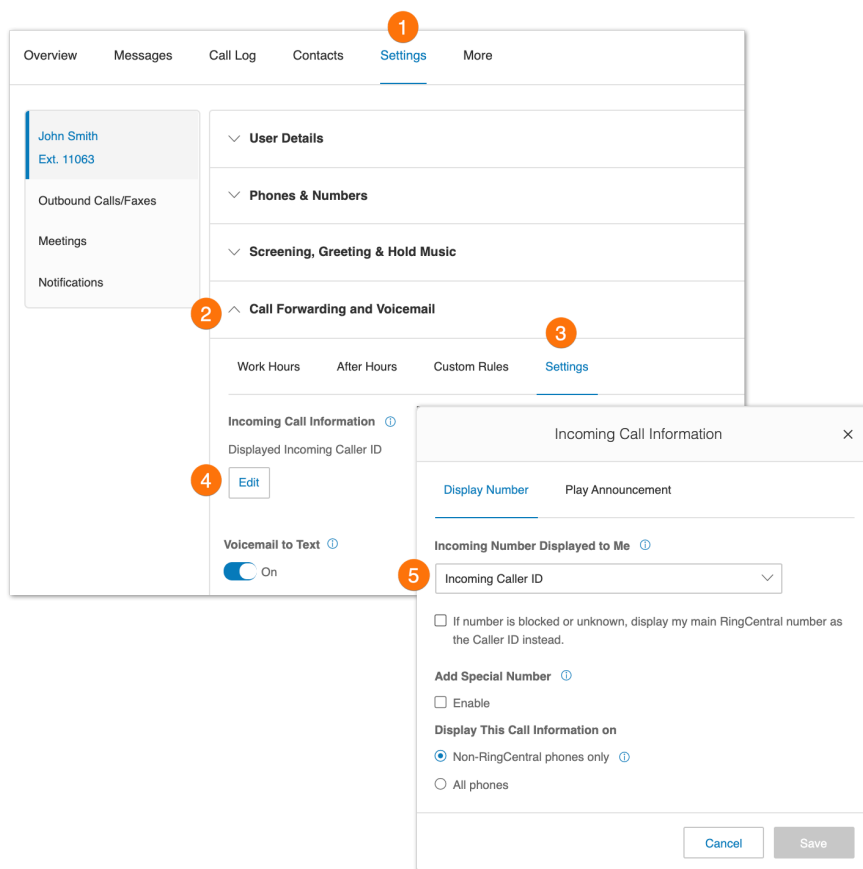 1
Overview Messages Call Log Contacts Settings More
John Smith
Ext. 11063
Outbound Calls/Faxes
Meetings
Notifications
User Details
Phones & Numbers
Screening, Greeting & Hold Music
2
Call Forwarding and Voicemail
3
Work Hours After Hours Custom Rules Settings
Incoming Call Information
Displayed Incoming Caller ID
4
Edit
Voicemail to Text
On
Incoming Call Information
Display Number Play Announcement
Incoming Number Displayed to Me
5
Incoming Caller ID
If number is blocked or unknown, display my main RingCentral number as
the Caller ID instead.
Add Special Number
Enable
Display This Call Information on
Non-RingCentral phones only
All phones
Cancel Save